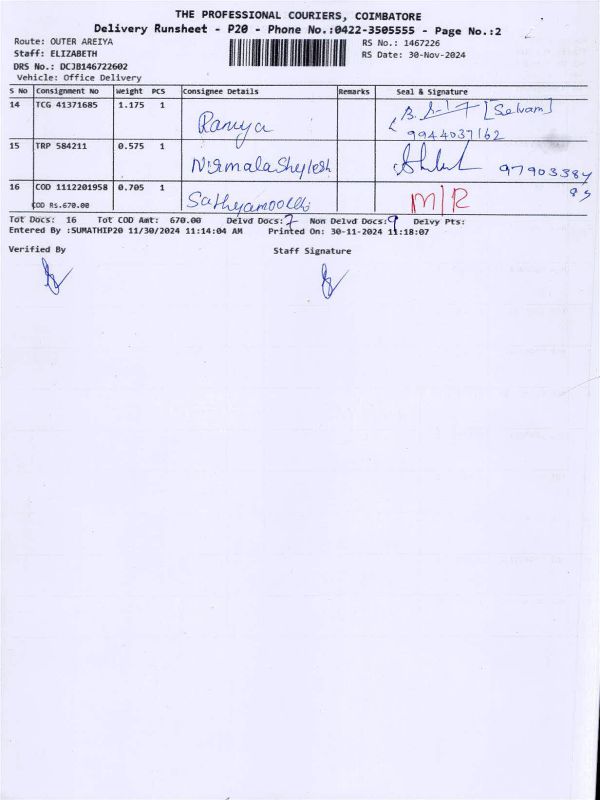 THE PROFESSIONAL COURIERS, COIMBATORE
Delivery Runsheet - P20 - Phone No.:0422-3505555 - Page No.:2
Route: OUTER AREIYA RS No.: 1467226
Staff: ELIZABETH RS Date: 30-Nov-2024
DRS No.: DCJB146722602
Vehicle: Office Delivery
S No Consignment No Weight PCS Consignee Details Remarks Seal & Signature
14 TCG 41371685 1.175 1 Ramya [Selvam]
9944037162
15 TRP 584211 0.575 1 NirmalaShylesh 97903384
95
16 COD 1112201958 0.705 1 Sathyamoorthi M/R
COD Rs.670.00
Tot Docs: 16 Tot COD Amt: 670.00 Delvd Docs:7 Non Delvd Docs:9 Delvy Pts:
Entered By :SUMATHIP20 11/30/2024 11:14:04 AM Printed On: 30-11-2024 11:18:07
Verified By Staff Signature